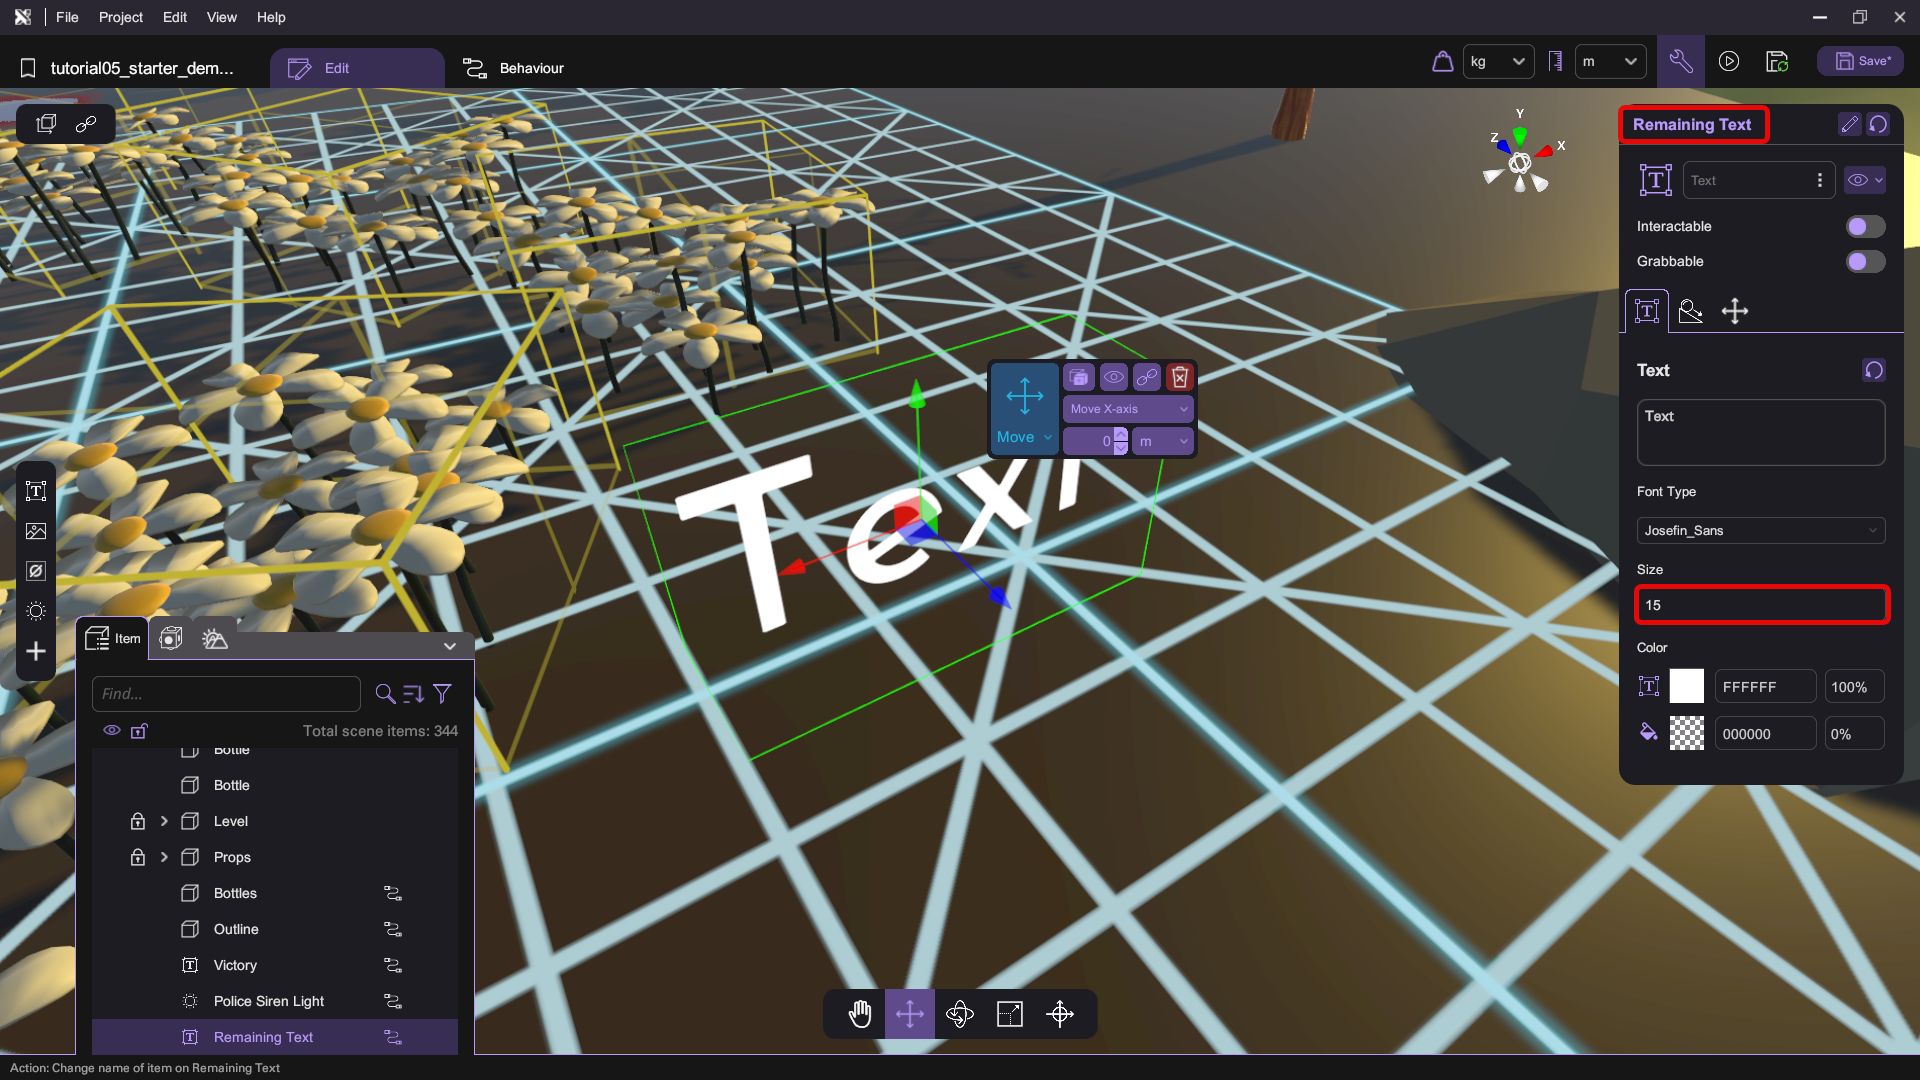 File Project Edit View Help
tutorial05_starter_dem... Edit Behaviour kg m Save*
Y
Z X
Remaining Text
Text
Interactable
Grabbable
Text
Text
Font Type
Josefin_Sans
Size
15
Color
FFFFFF 100%
000000 0%
Move X-axis
Move 0 m
Text
Item
Find...
Total scene items: 344
Bottle
Bottle
Level
Props
Bottles
Outline
Victory
Police Siren Light
Remaining Text
Action: Change name of item on Remaining Text